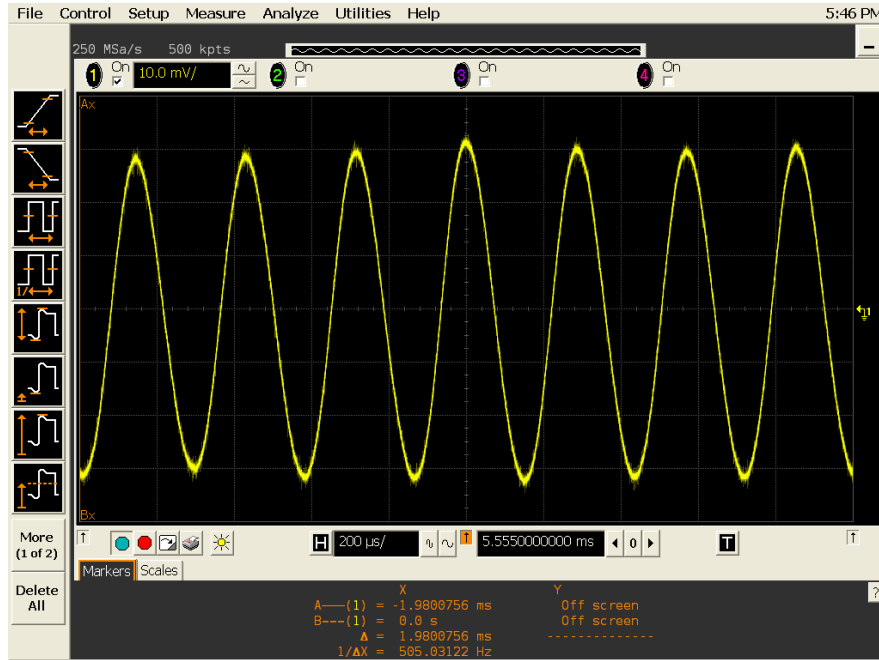 File Control Setup Measure Analyze Utilities Help 5:46 PM
250 MSa/s 500 kpts
1 On 10.0 mV/ 2 On 3 On 4 On
Ax
1
1/
Bx
More
(1 of 2)
Delete
All
H 200 µs/ 5.5550000000 ms 0 T
Markers Scales
X Y
A——(1) = -1.9800756 ms Off screen
B---(1) = 0.0 s Off screen
Δ = 1.9800756 ms --------------
1/ΔX = 505.03122 Hz
?